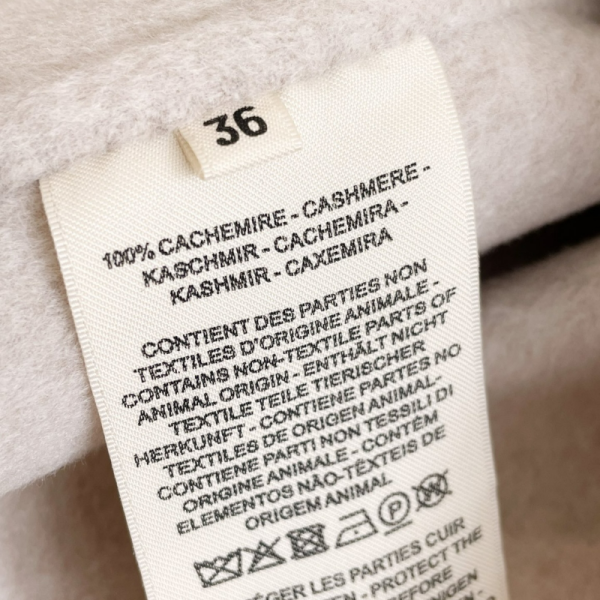 36
100% CACHEMIRE - CASHMERE -
KASCHMIR - CACHEMIRA -
KASHMIR - CAXEMIRA
CONTIENT DES PARTIES NON
TEXTILES D'ORIGINE ANIMALE -
CONTAINS NON-TEXTILE PARTS OF
ANIMAL ORIGIN - ENTHÄLT NICHT
TEXTILE TEILE TIERISCHER
HERKUNFT - CONTIENE PARTES NO
TEXTILES DE ORIGEN ANIMAL-
CONTIENE PARTI NON TESSILI DI
ORIGINE ANIMALE - CONTÉM
ELEMENTOS NÃO-TÊXTEIS DE
ORIGEM ANIMAL
P
LES PARTIES CUIR
- PROTECT THE
BEFORE